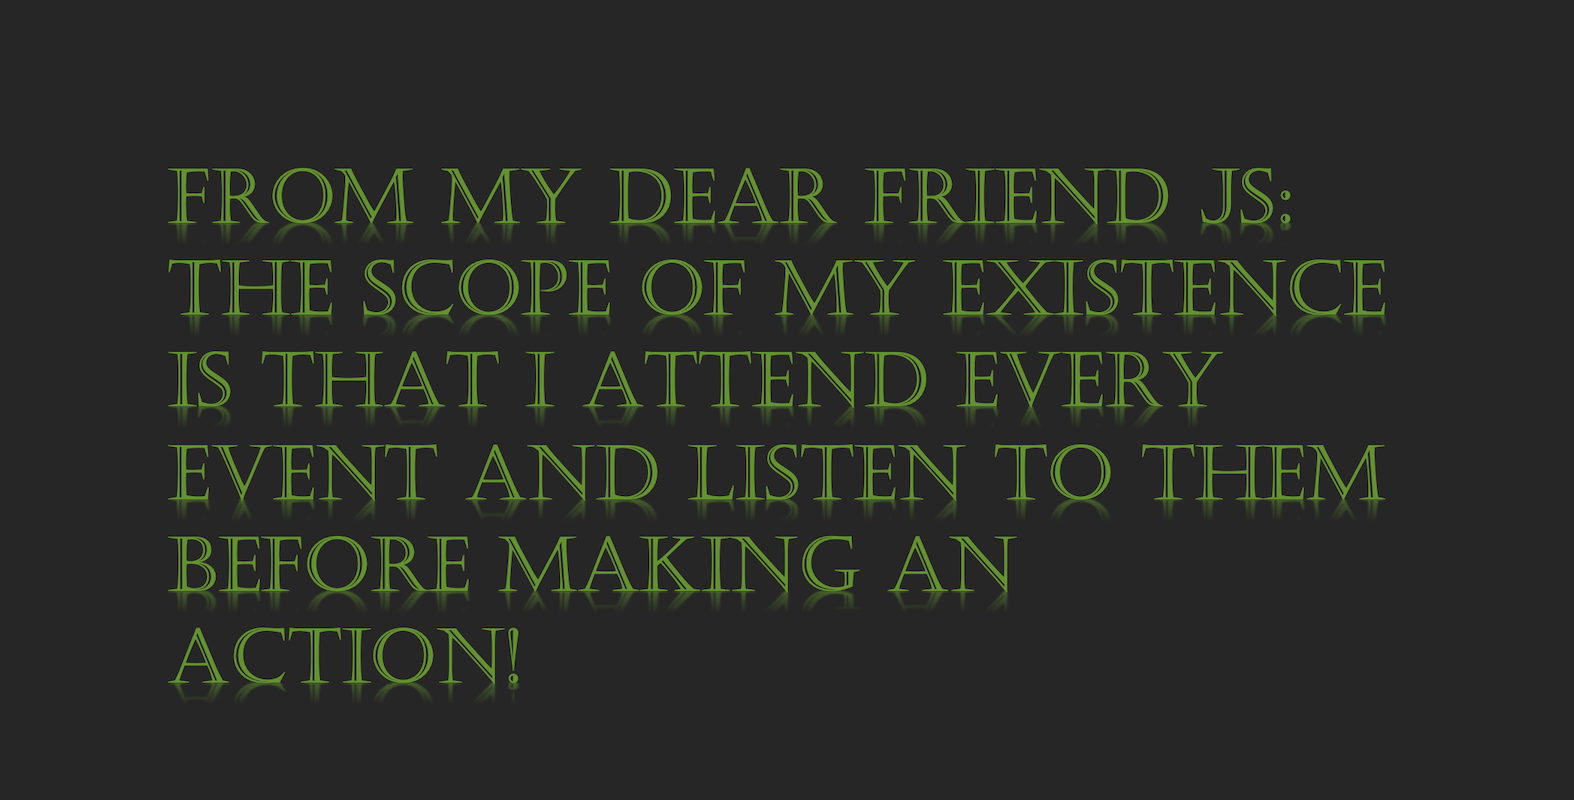 FROM MY DEAR FRIEND JS:
THE SCOPE OF MY EXISTENCE
IS THAT I ATTEND EVERY
EVENT AND LISTEN TO THEM
BEFORE MAKING AN
ACTION!